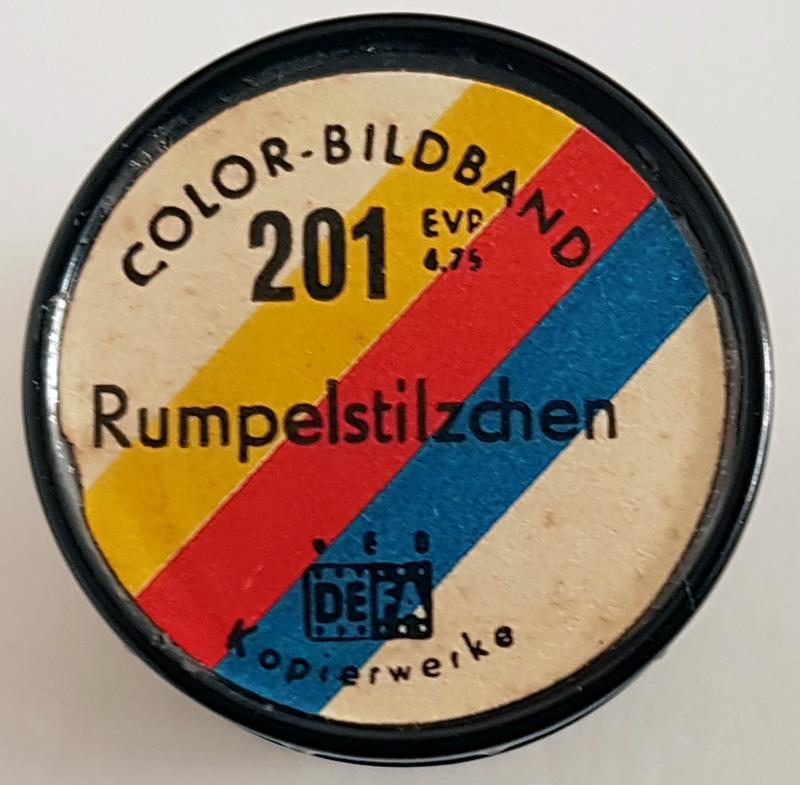 COLOR-BILDBAND
201 EVP
4,75
Rumpelstilzchen
VEB
DEFA
Kopierwerke